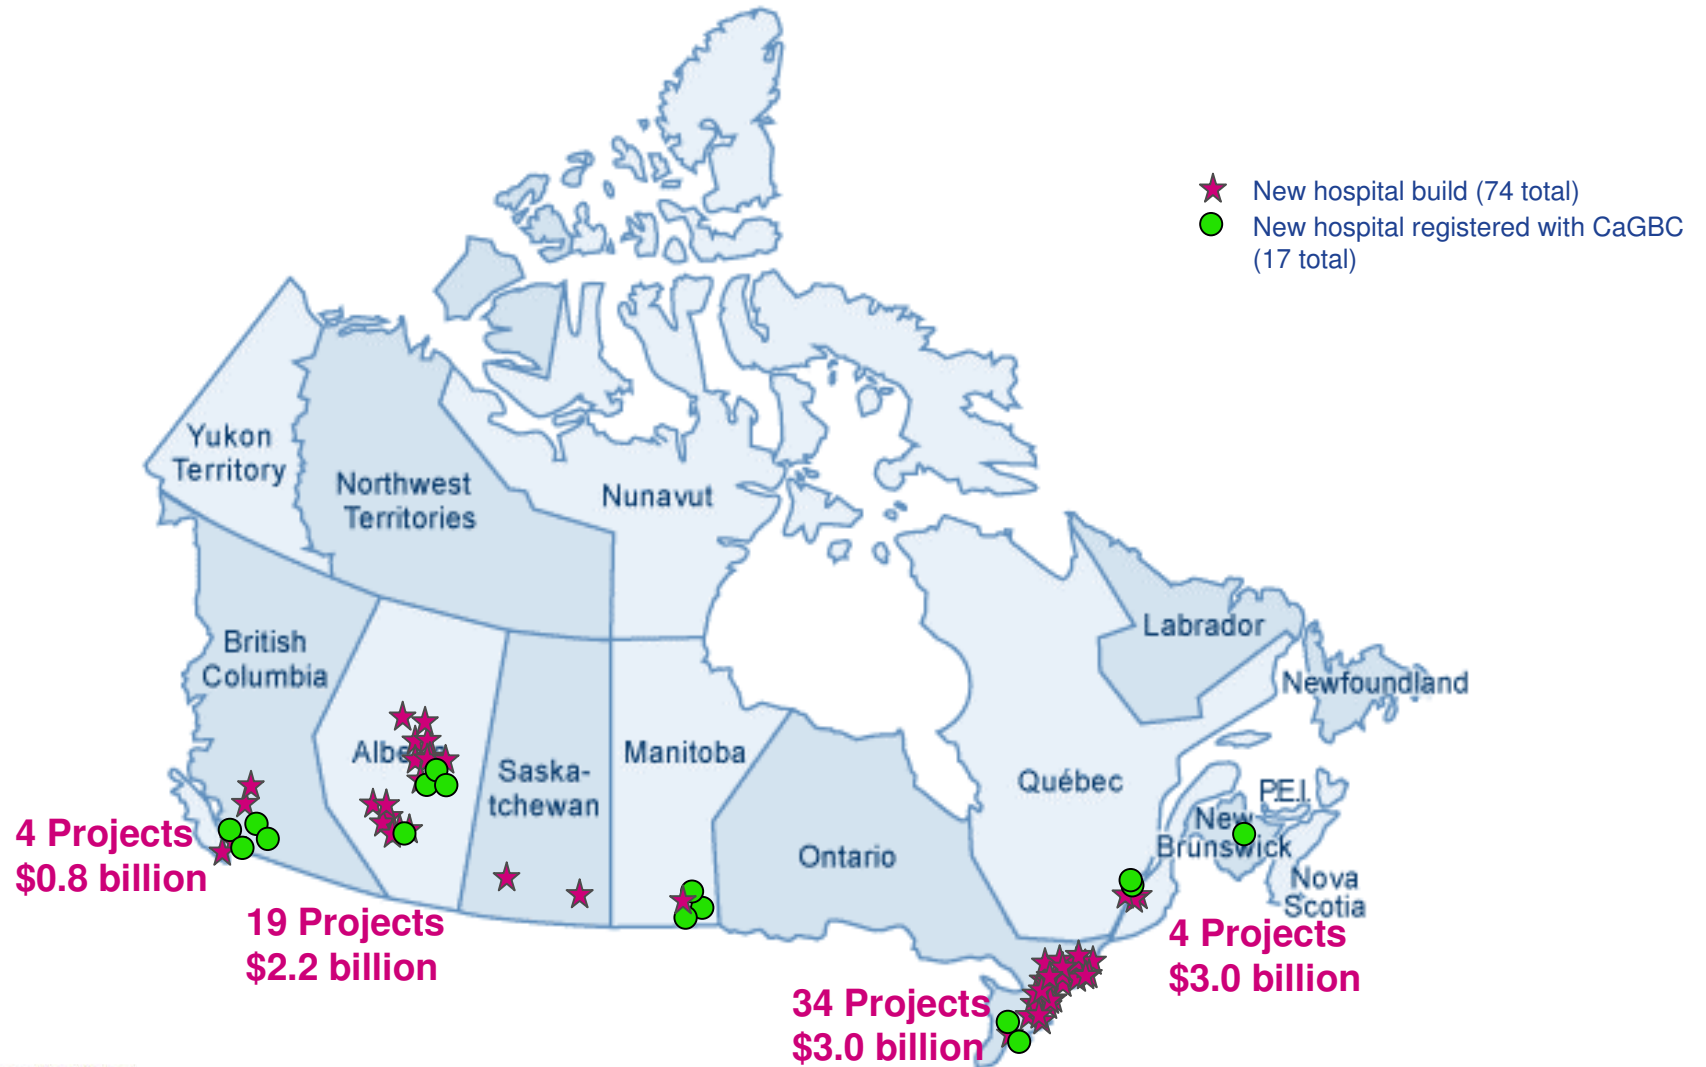 New hospital build (74 total)
New hospital registered with CaGBC
(17 total)
Yukon
Territory
Northwest
Territories
Nunavut
British
Columbia
Labrador
Newfoundland
Saska-
tchewan
Manitoba
Québec
P.E.I.
New
Brunswick
Ontario
Nova
Scotia
4 Projects
$0.8 billion
19 Projects
$2.2 billion
34 Projects
$3.0 billion
4 Projects
$3.0 billion